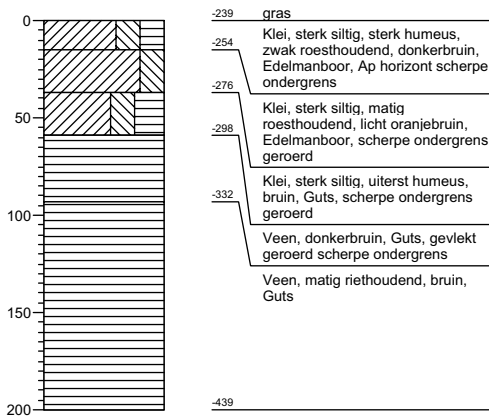 0
50
100
150
200
-239
gras
-254
Klei, sterk siltig, sterk humeus,
zwak roesthoudend, donkerbruin,
Edelmanboor, Ap horizont scherpe
ondergrens
-276
Klei, sterk siltig, matig
roesthoudend, licht oranjebruin,
Edelmanboor, scherpe ondergrens
geroerd
-298
Klei, sterk siltig, uiterst humeus,
bruin, Guts, scherpe ondergrens
geroerd
-332
Veen, donkerbruin, Guts, gevlekt
geroerd scherpe ondergrens
Veen, matig riethoudend, bruin,
Guts
-439